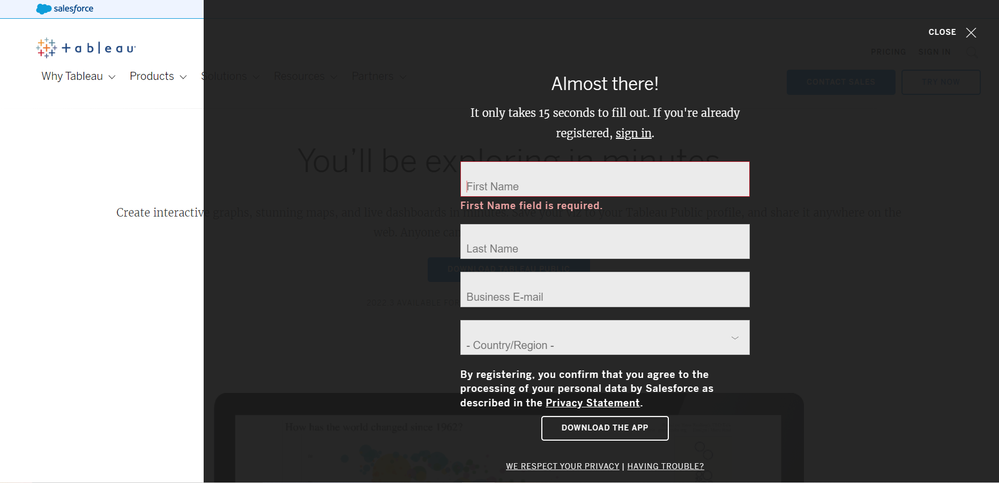 salesforce
CLOSE
+ableau
PRICING SIGN IN
Why Tableau Products Solutions Resources Partners
CONTACT SALES TRY NOW
Almost there!
It only takes 15 seconds to fill out. If you're already
registered, sign in.
You'll be exploring in minutes
First Name
First Name field is required.
Create interactive graphs, stunning maps, and live dashboards in minutes. Save your viz to your Tableau Public profile, and share it anywhere on the
web. Anyone can
Last Name
DOWNLOAD TABLEAU PUBLIC
Business E-mail
2022.3 AVAILABLE FOR
- Country/Region -
By registering, you confirm that you agree to the
processing of your personal data by Salesforce as
described in the Privacy Statement.
How has the world changed since 1962?
DOWNLOAD THE APP
WE RESPECT YOUR PRIVACY | HAVING TROUBLE?